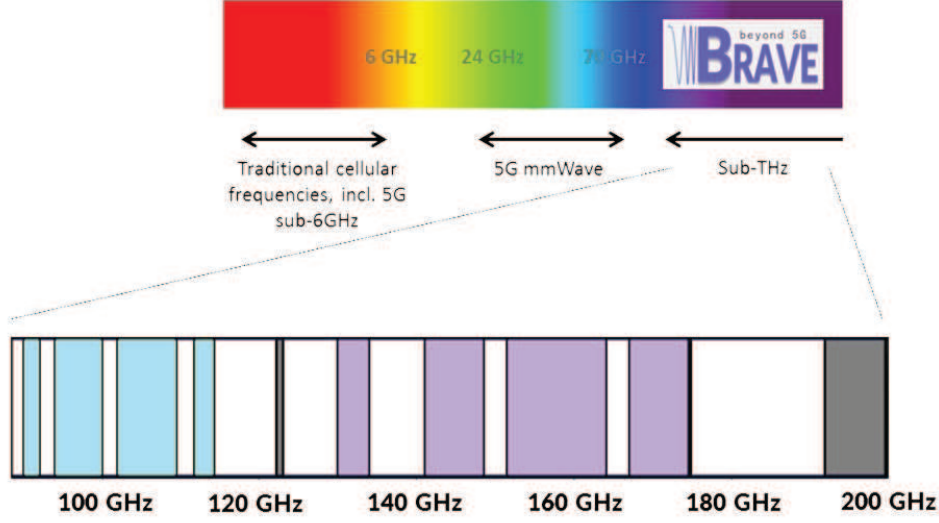 beyond 5G
6 GHz 24 GHz GHz BRAVE
Traditional cellular 5G mmWave Sub-THz
frequencies, incl. 5G
sub-6GHz
100 GHz 120 GHz 140 GHz 160 GHz 180 GHz 200 GHz